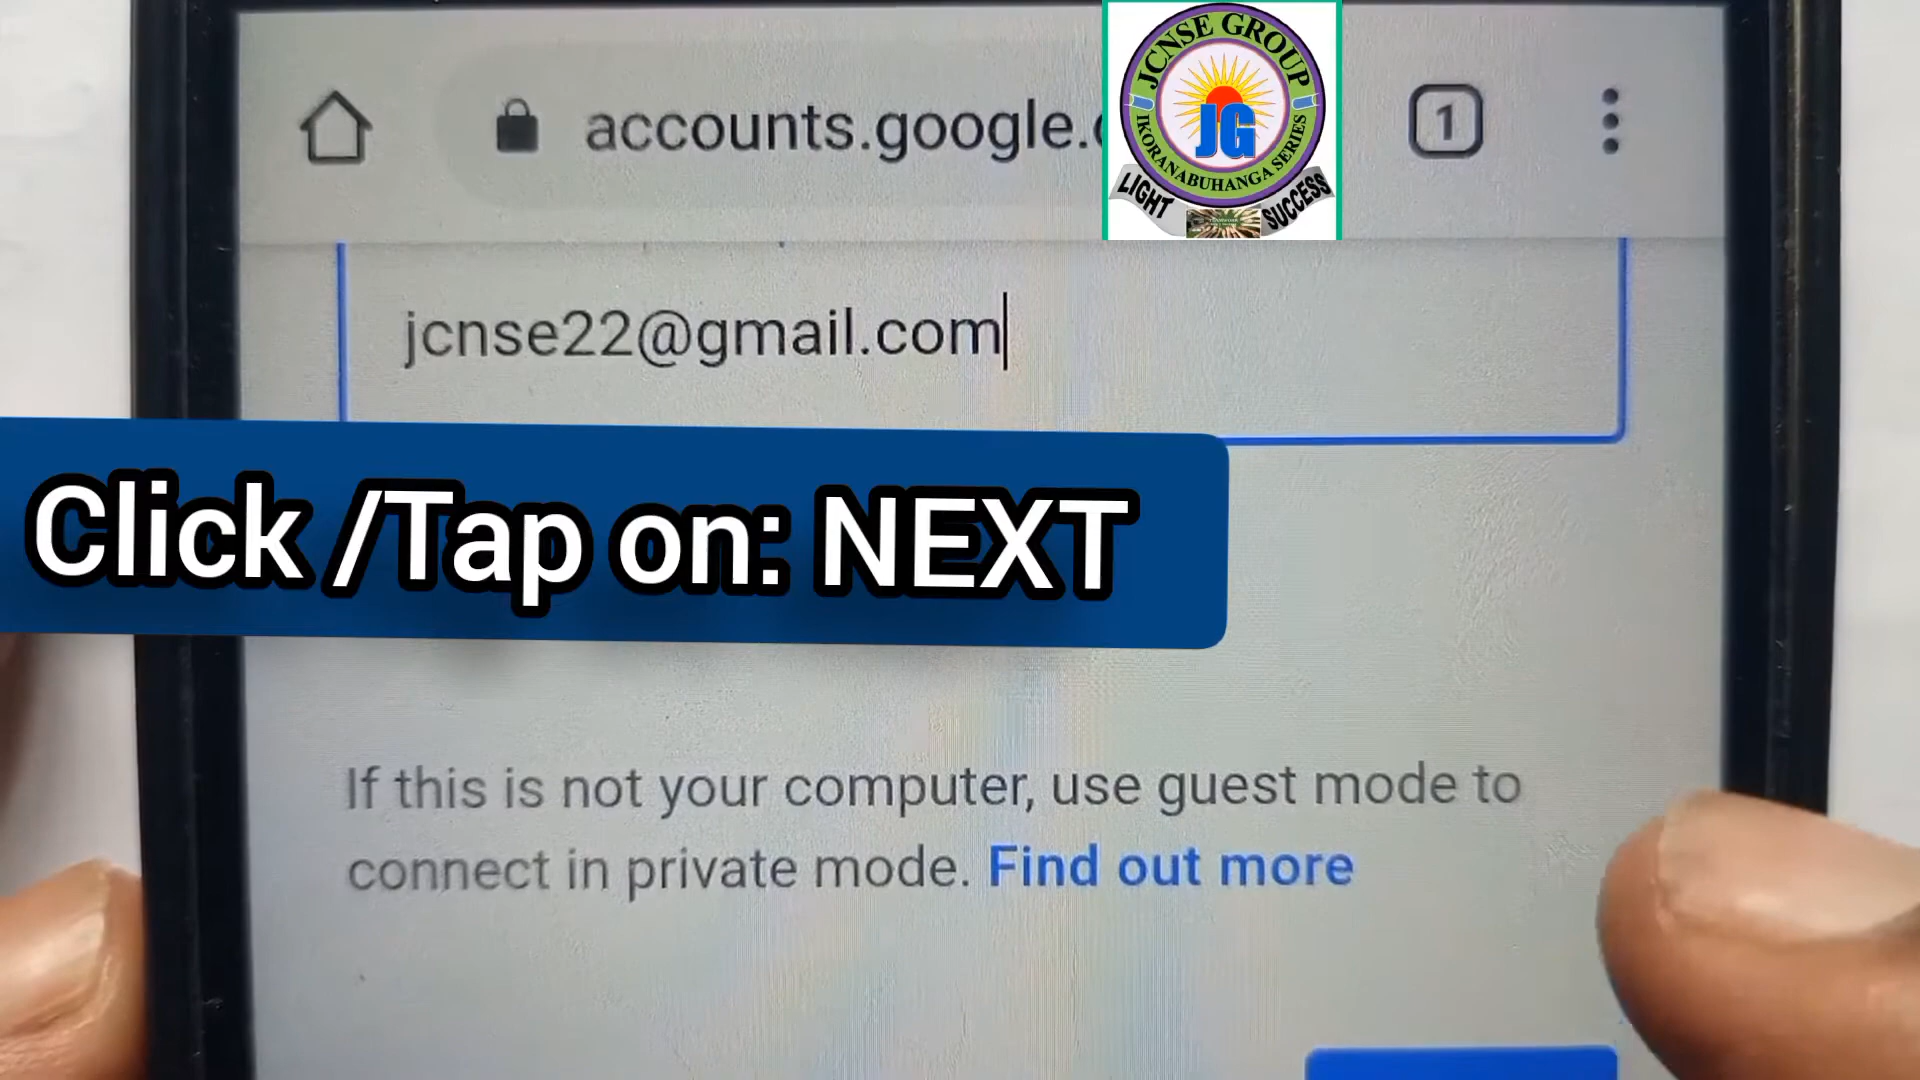 JCNSE GROUP
JG
IKORANABUHANGA SERIES
LIGHT
SUCCESS
accounts.google.
1
jcnse22@gmail.com
Click /Tap on: NEXT
If this is not your computer, use guest mode to
connect in private mode. Find out more